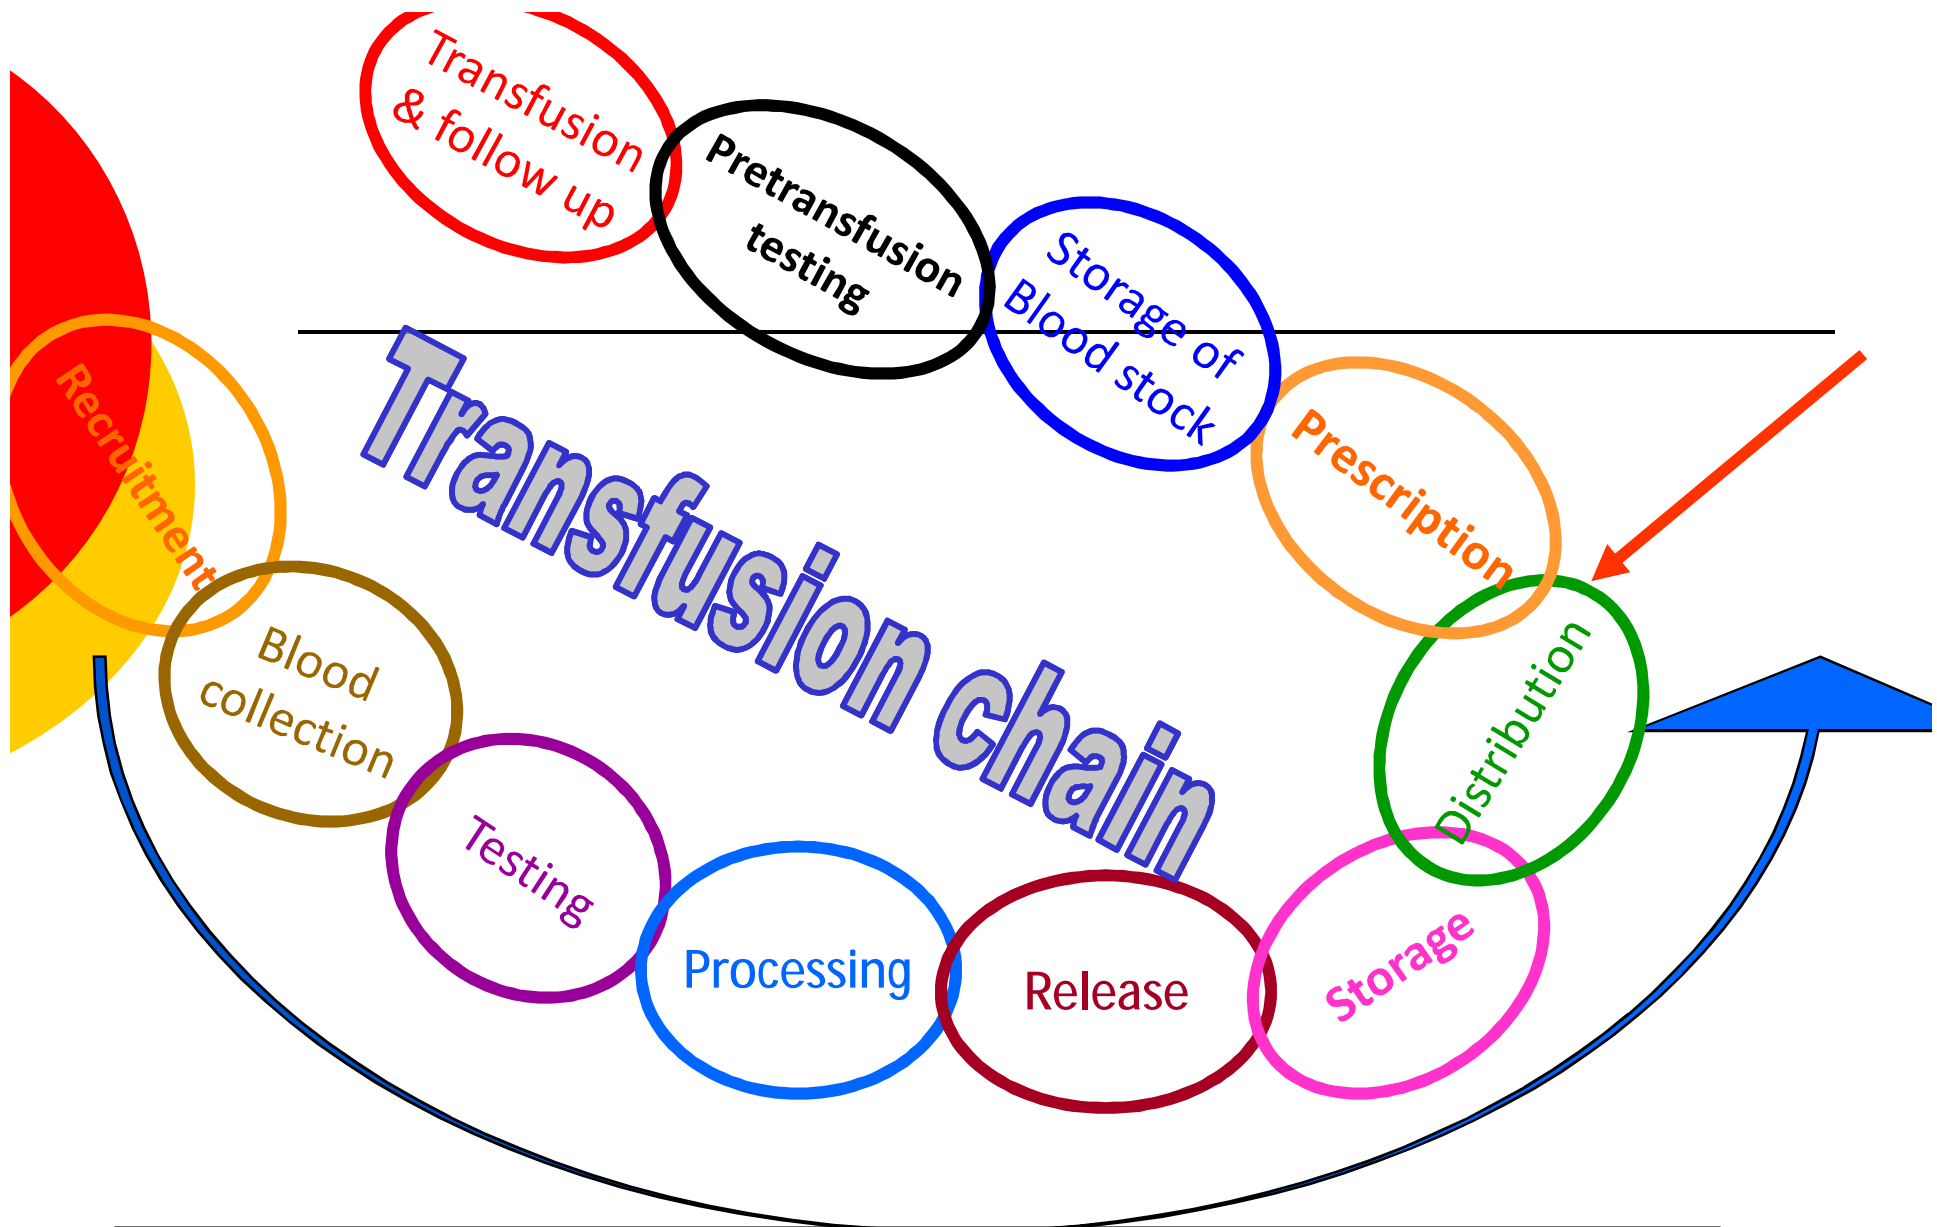 Transfusion
& follow up
Pretransfusion
testing
Storage of
Blood stock
Prescription
Distribution
Transfusion chain
Recruitment
Blood
collection
Testing
Processing
Release
Storage